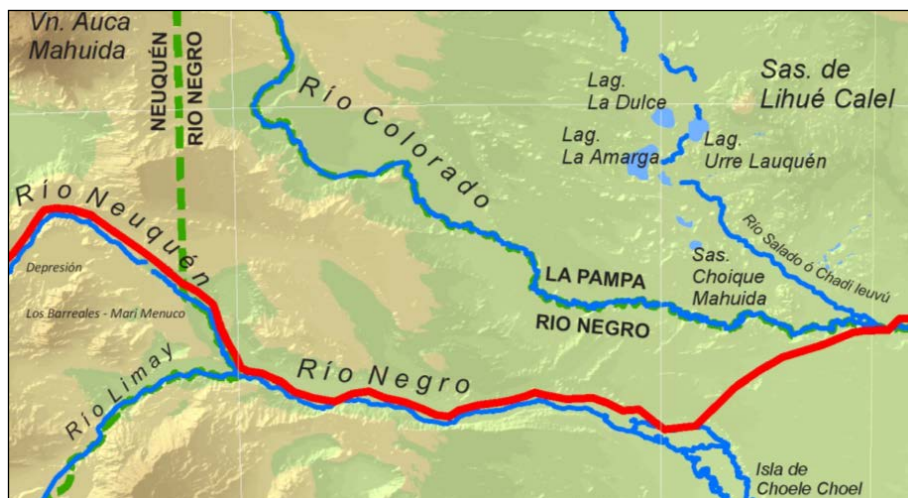 Vn. Auca
Mahuida
NEUQUÉN
RIO NEGRO
Río Colorado
Lag.
La Dulce
Lag.
La Amarga
Lag.
Urre Lauquén
Sas. de
Lihué Calel
Río Neuquén
Depresión
Los Barreales - Mari Menuco
Río Limay
Río Negro
LA PAMPA
RIO NEGRO
Sas.
Choique
Mahuida
Río Salado ó Chadi leuvú
Isla de
Choele Choel